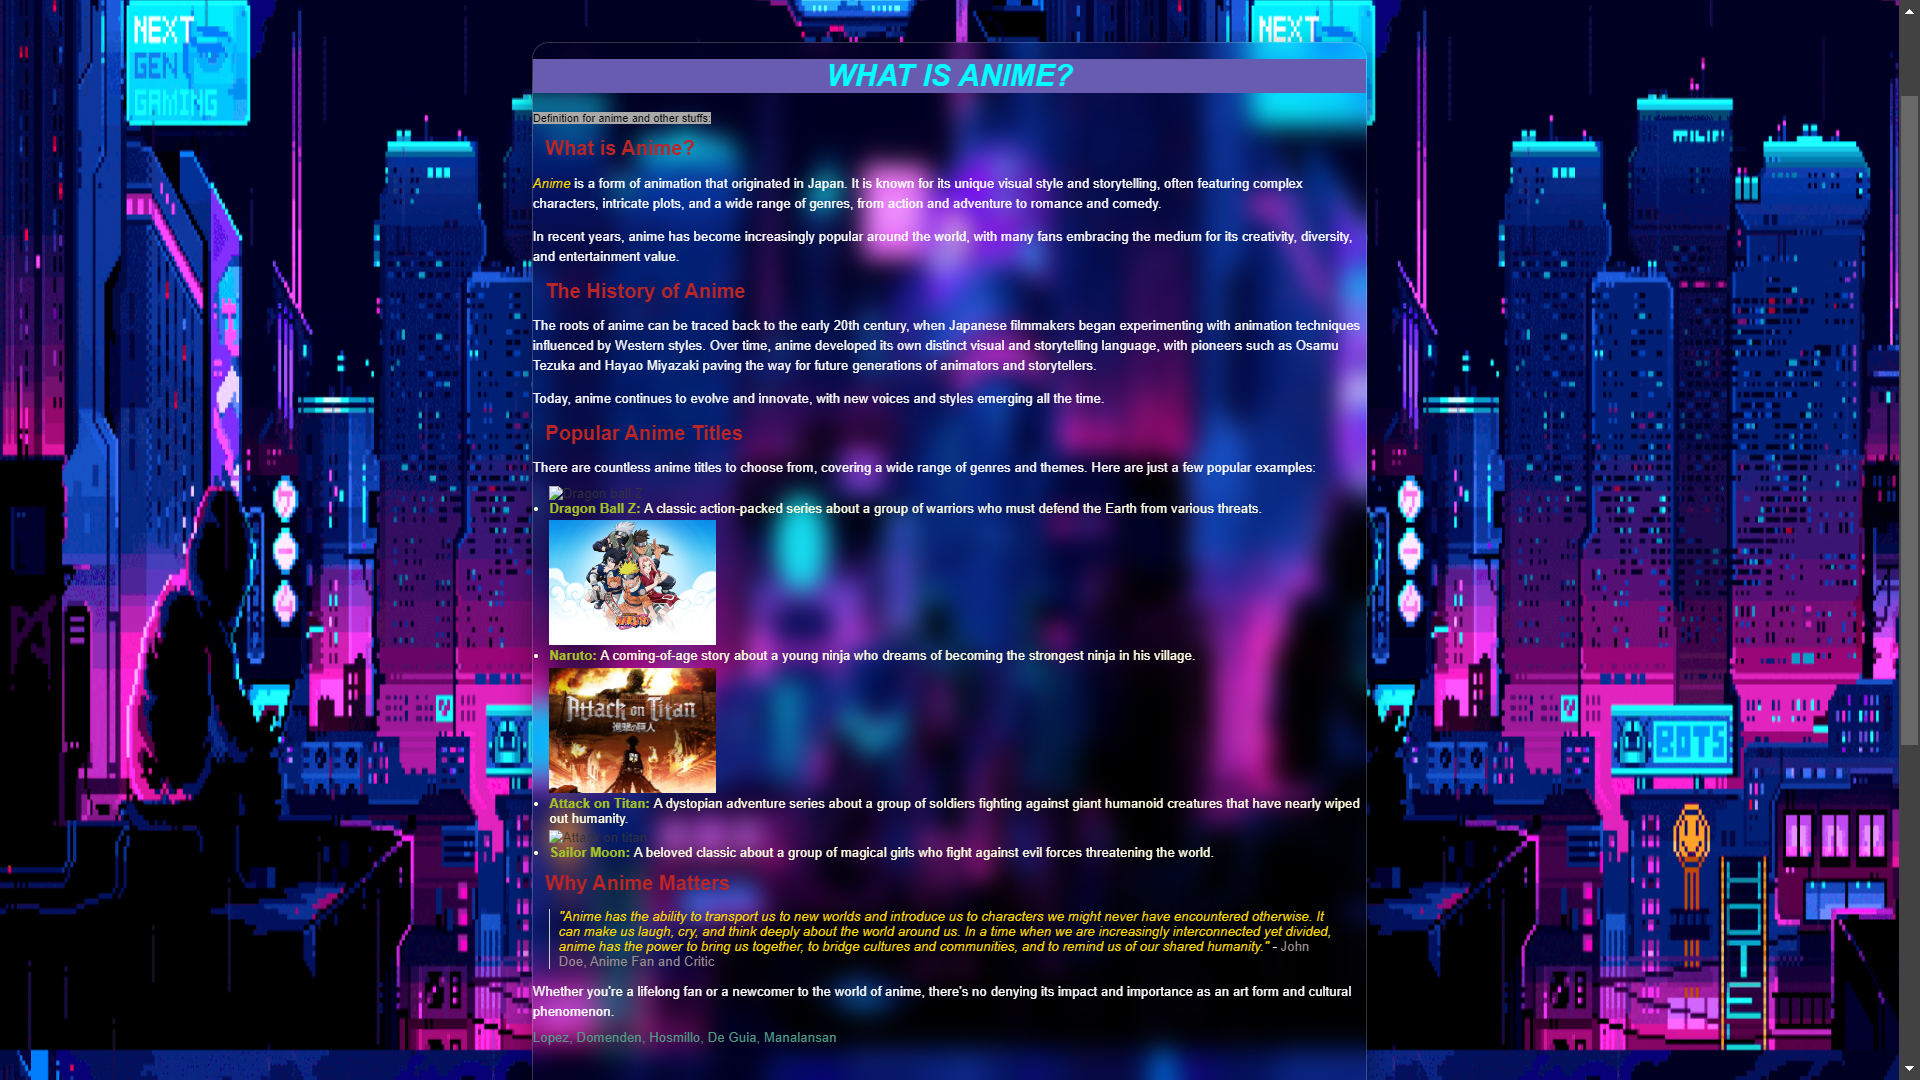 NEXT
GEN
GAMING
NEXT
WHAT IS ANIME?
Definition for anime and other stuffs:
What is Anime?
Anime is a form of animation that originated in Japan. It is known for its unique visual style and storytelling, often featuring complex
characters, intricate plots, and a wide range of genres, from action and adventure to romance and comedy.
In recent years, anime has become increasingly popular around the world, with many fans embracing the medium for its creativity, diversity,
and entertainment value.
The History of Anime
The roots of anime can be traced back to the early 20th century, when Japanese filmmakers began experimenting with animation techniques
influenced by Western styles. Over time, anime developed its own distinct visual and storytelling language, with pioneers such as Osamu
Tezuka and Hayao Miyazaki paving the way for future generations of animators and storytellers.
Today, anime continues to evolve and innovate, with new voices and styles emerging all the time.
Popular Anime Titles
There are countless anime titles to choose from, covering a wide range of genres and themes. Here are just a few popular examples:
Dragon ball Z
• Dragon Ball Z: A classic action-packed series about a group of warriors who must defend the Earth from various threats.
NARUTO
• Naruto: A coming-of-age story about a young ninja who dreams of becoming the strongest ninja in his village.
Attack on Titan
進撃の巨人
• Attack on Titan: A dystopian adventure series about a group of soldiers fighting against giant humanoid creatures that have nearly wiped
out humanity.
Attack on titan
• Sailor Moon: A beloved classic about a group of magical girls who fight against evil forces threatening the world.
Why Anime Matters
"Anime has the ability to transport us to new worlds and introduce us to characters we might never have encountered otherwise. It
can make us laugh, cry, and think deeply about the world around us. In a time when we are increasingly interconnected yet divided,
anime has the power to bring us together, to bridge cultures and communities, and to remind us of our shared humanity." - John
Doe, Anime Fan and Critic
Whether you're a lifelong fan or a newcomer to the world of anime, there's no denying its impact and importance as an art form and cultural
phenomenon.
Lopez, Domenden, Hosmillo, De Guia, Manalansan
BOTS
HOTE